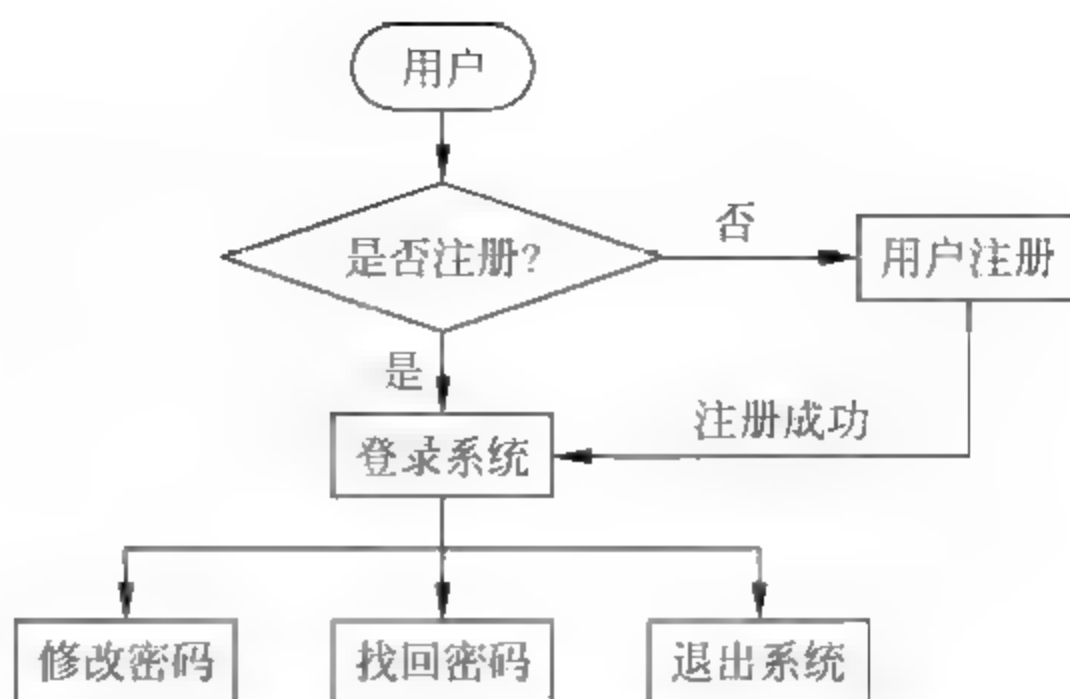 用户
是否注册?
否
用户注册
是
注册成功
登录系统
修改密码
找回密码
退出系统